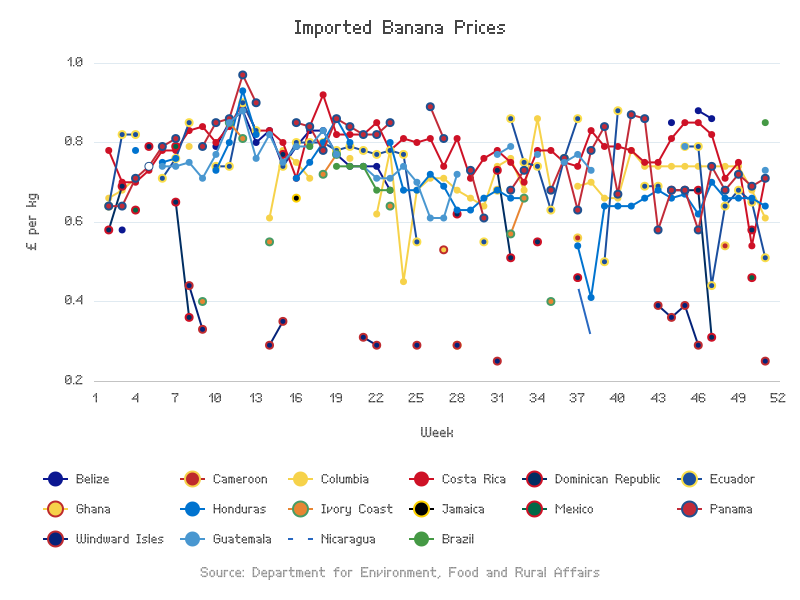 Imported Banana Prices
1.0
0.8
0.6
0.4
0.2
£ per kg
1 4 7 10 13 16 19 22 25 28 31 34 37 40 43 46 49 52
Week
Belize Cameroon Columbia Costa Rica Dominican Republic Ecuador
Ghana Honduras Ivory Coast Jamaica Mexico Panama
Windward Isles Guatemala Nicaragua Brazil
Source: Department for Environment, Food and Rural Affairs